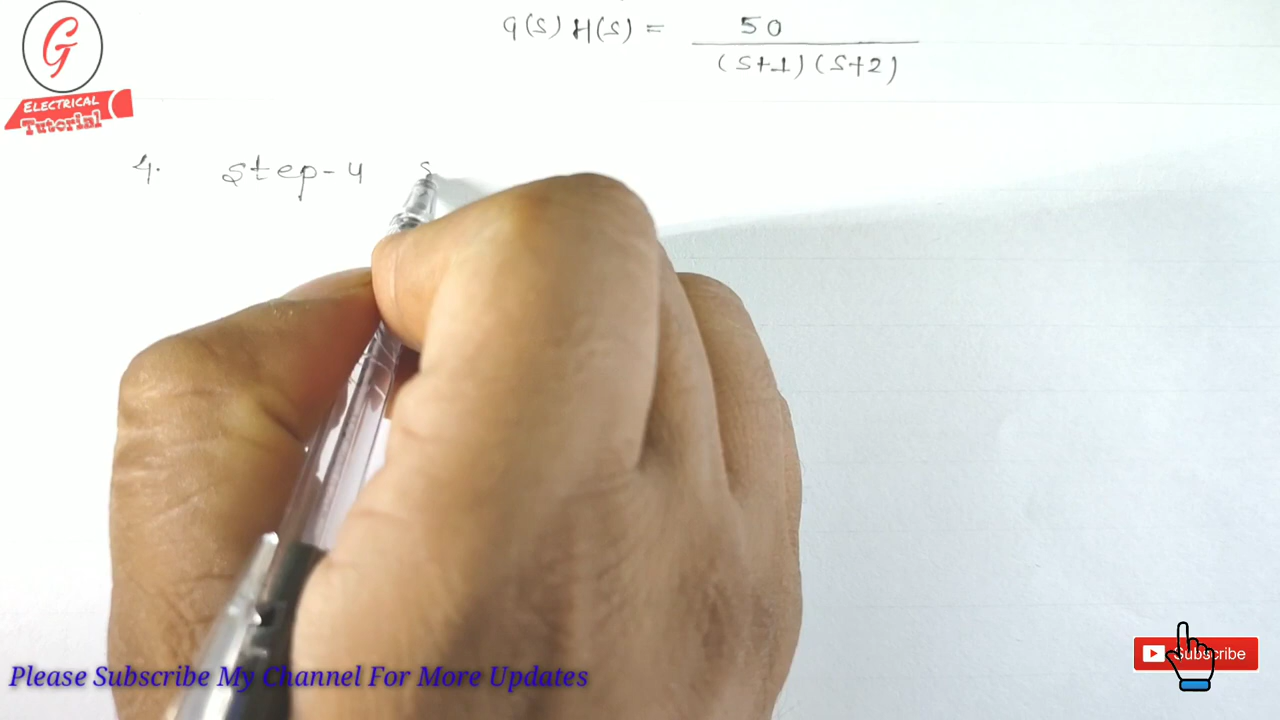 G
ELECTRICAL
Tutorial
G(S) H(S) = 50
(S+1)(S+2)
4. Step-4 s
Please Subscribe My Channel For More Updates
Subscribe